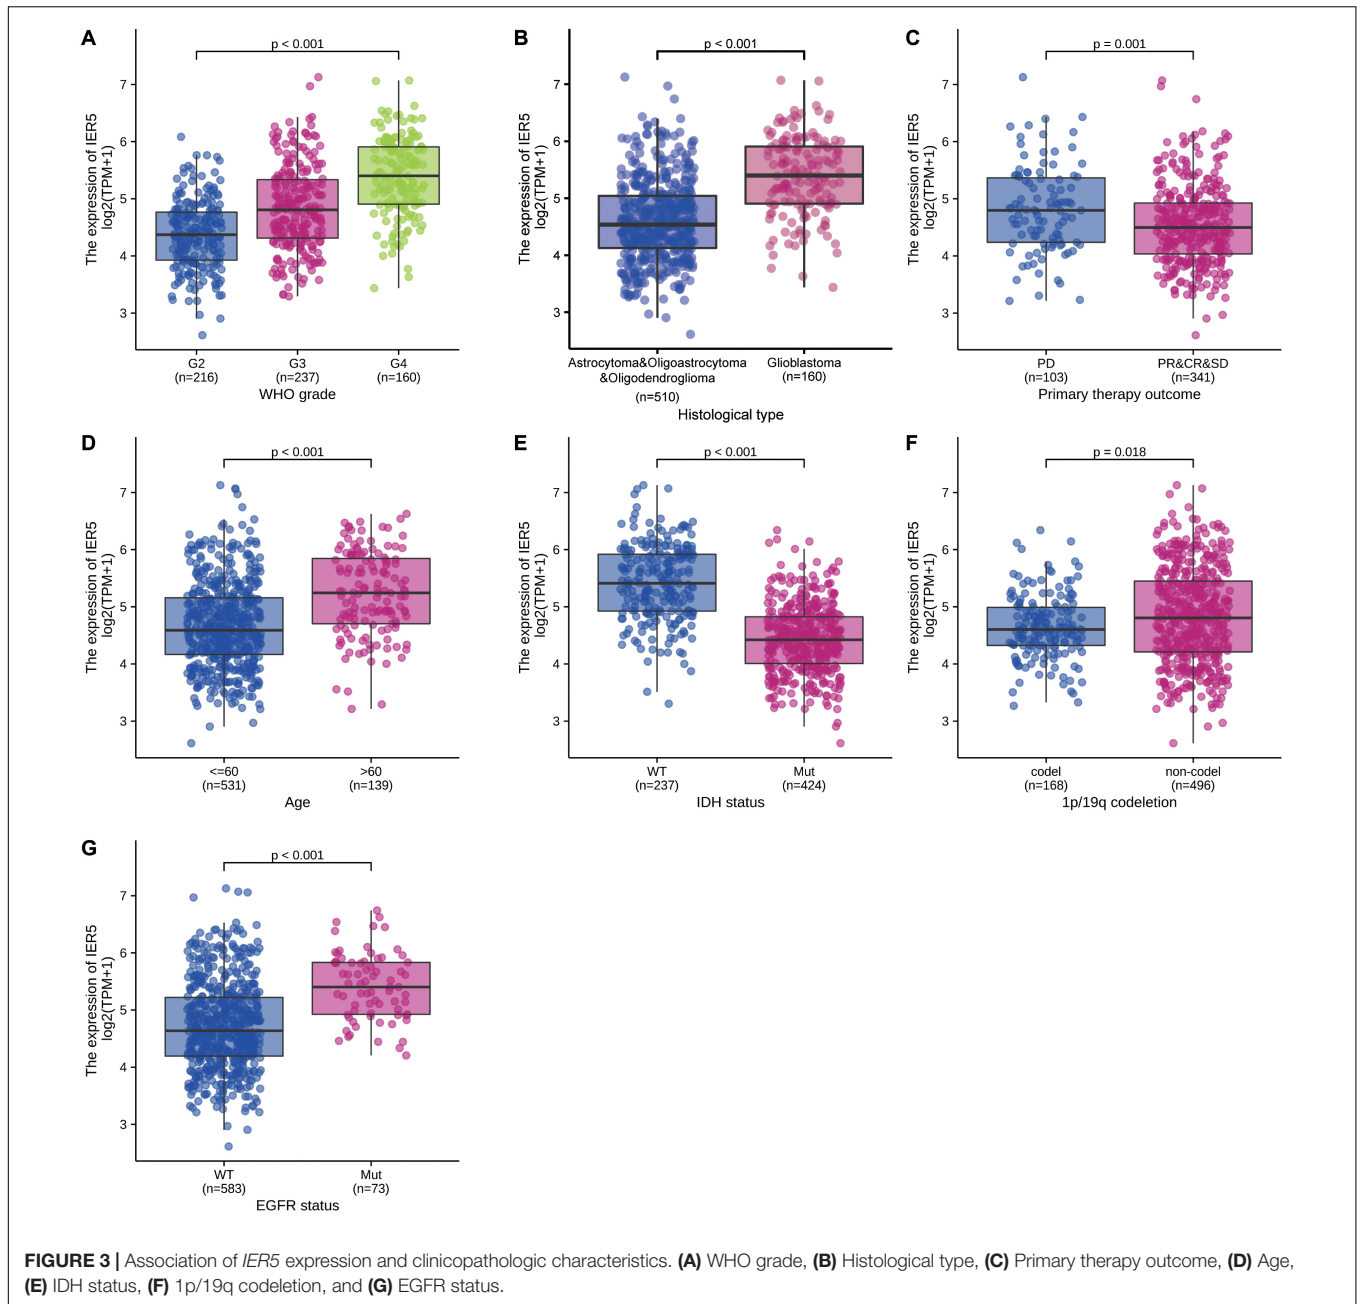 A
p < 0.001
The expression of IER5
log2(TPM+1)
7
6
5
4
3
G2
(n=216)
G3
(n=237)
G4
(n=160)
WHO grade
B
p < 0.001
The expression of IER5
log2(TPM+1)
7
6
5
4
3
Astrocytoma&Oligoastrocytoma
&Oligodendroglioma
(n=510)
Glioblastoma
(n=160)
Histological type
C
p = 0.001
The expression of IER5
log2(TPM+1)
7
6
5
4
3
PD
(n=103)
PR&CR&SD
(n=341)
Primary therapy outcome
D
p < 0.001
The expression of IER5
log2(TPM+1)
7
6
5
4
3
<=60
(n=531)
>60
(n=139)
Age
E
p < 0.001
The expression of IER5
log2(TPM+1)
7
6
5
4
3
WT
(n=237)
Mut
(n=424)
IDH status
F
p = 0.018
The expression of IER5
log2(TPM+1)
7
6
5
4
3
codel
(n=168)
non-codel
(n=496)
1p/19q codeletion
G
p < 0.001
The expression of IER5
log2(TPM+1)
7
6
5
4
3
WT
(n=583)
Mut
(n=73)
EGFR status
FIGURE 3 | Association of IER5 expression and clinicopathologic characteristics. (A) WHO grade, (B) Histological type, (C) Primary therapy outcome, (D) Age,
(E) IDH status, (F) 1p/19q codeletion, and (G) EGFR status.